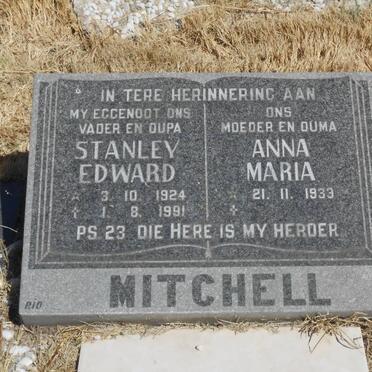 IN TERE HERINNERING AAN
MY EGGENOOT ONS
VADER EN OUPA
STANLEY
EDWARD
☆ 3. 10. 1924
† 1. 8. 1991
ONS
MOEDER EN OUMA
ANNA
MARIA
☆ 21. 11. 1933
†
PS 23 DIE HERE IS MY HERDER
MITCHELL
RIO